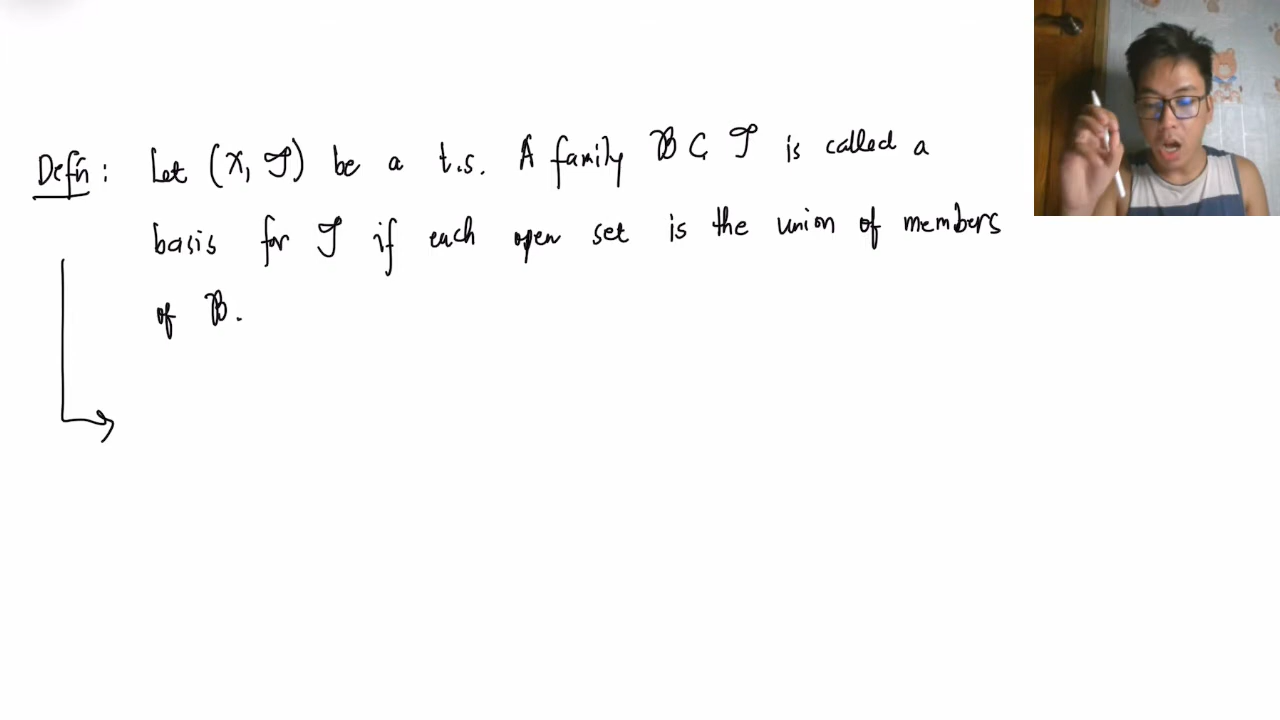 Defn: Let (X, 𝒯) be a t.s. A family ℬ ⊂ 𝒯 is called a
basis for 𝒯 if each open set is the union of members
of ℬ.